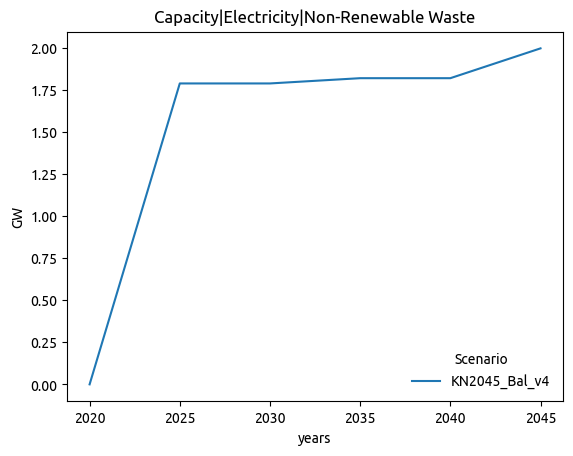 Capacity|Electricity|Non-Renewable Waste
2.00
1.75
1.50
1.25
1.00
0.75
0.50
0.25
0.00
GW
Scenario
KN2045_Bal_v4
2020 2025 2030 2035 2040 2045
years